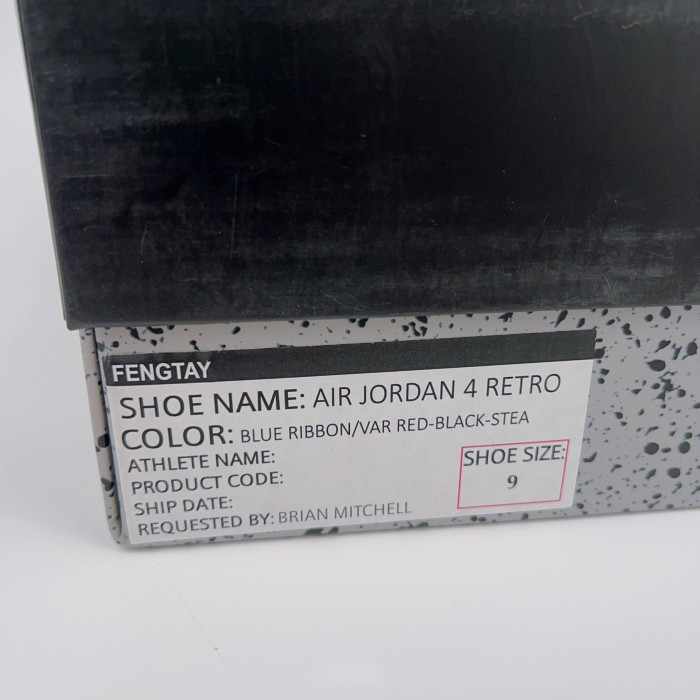 FENGTAY
SHOE NAME: AIR JORDAN 4 RETRO
COLOR: BLUE RIBBON/VAR RED-BLACK-STEA
ATHLETE NAME:
PRODUCT CODE:
SHIP DATE:
REQUESTED BY: BRIAN MITCHELL
SHOE SIZE:
9